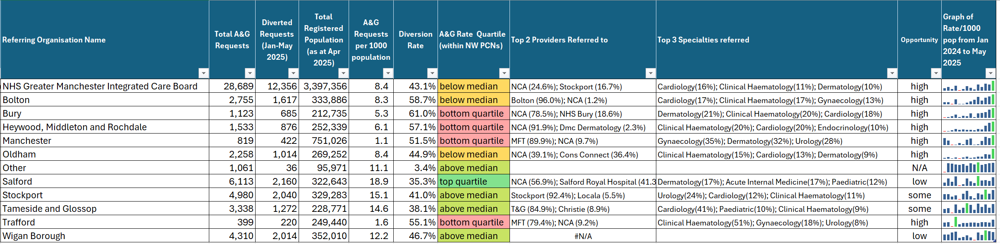 Referring Organisation Name | Total A&G Requests | Diverted Requests (Jan-May 2025) | Total Registered Population (as at Apr 2025) | A&G Requests per 1000 population | Diversion Rate | A&G Rate  Quartile (within NW PCNs) | Top 2 Providers Referred to | Top 3 Specialties referred | Opportunity | Graph of Rate/1000 pop from Jan 2024 to May 2025
NHS Greater Manchester Integrated Care Board | 28,689 | 12,356 | 3,397,356 | 8.4 | 43.1% | below median | NCA (24.6%); Stockport (16.7%) | Cardiology(16%); Clinical Haematology(11%); Dermatology(10%) | high
Bolton | 2,755 | 1,617 | 333,886 | 8.3 | 58.7% | below median | Bolton (96.0%); NCA (1.2%) | Cardiology(17%); Clinical Haematology(17%); Gynaecology(13%) | high
Bury | 1,123 | 685 | 212,735 | 5.3 | 61.0% | bottom quartile | NCA (78.5%); NHS Bury (18.6%) | Dermatology(21%); Clinical Haematology(20%); Cardiology(18%) | high
Heywood, Middleton and Rochdale | 1,533 | 876 | 252,339 | 6.1 | 57.1% | bottom quartile | NCA (91.9%); Dmc Dermatology (2.3%) | Clinical Haematology(20%); Cardiology(20%); Endocrinology(10%) | high
Manchester | 819 | 422 | 751,026 | 1.1 | 51.5% | bottom quartile | MFT (89.9%); NCA (9.7%) | Gynaecology(35%); Dermatology(32%); Urology(28%) | high
Oldham | 2,258 | 1,014 | 269,252 | 8.4 | 44.9% | below median | NCA (39.1%); Cons Connect (36.4%) | Clinical Haematology(15%); Cardiology(13%); Dermatology(9%) | high
Other | 1,061 | 36 | 95,971 | 11.1 | 3.4% | above median | N/A
Salford | 6,113 | 2,160 | 322,643 | 18.9 | 35.3% | top quartile | NCA (56.9%); Salford Royal Hospital (41.3 | Dermatology(17%); Acute Internal Medicine(17%); Paediatric(12%) | low
Stockport | 4,980 | 2,040 | 329,283 | 15.1 | 41.0% | above median | Stockport (92.4%); Locala (5.5%) | Urology(24%); Cardiology(12%); Clinical Haematology(11%) | some
Tameside and Glossop | 3,338 | 1,272 | 228,771 | 14.6 | 38.1% | above median | T&G (84.9%); Christie (8.9%) | Cardiology(41%); Paediatric(10%); Clinical Haematology(9%) | some
Trafford | 399 | 220 | 249,440 | 1.6 | 55.1% | bottom quartile | MFT (79.4%); NCA (9.2%) | Clinical Haematology(51%); Gynaecology(18%); Urology(8%) | high
Wigan Borough | 4,310 | 2,014 | 352,010 | 12.2 | 46.7% | above median | #N/A | low